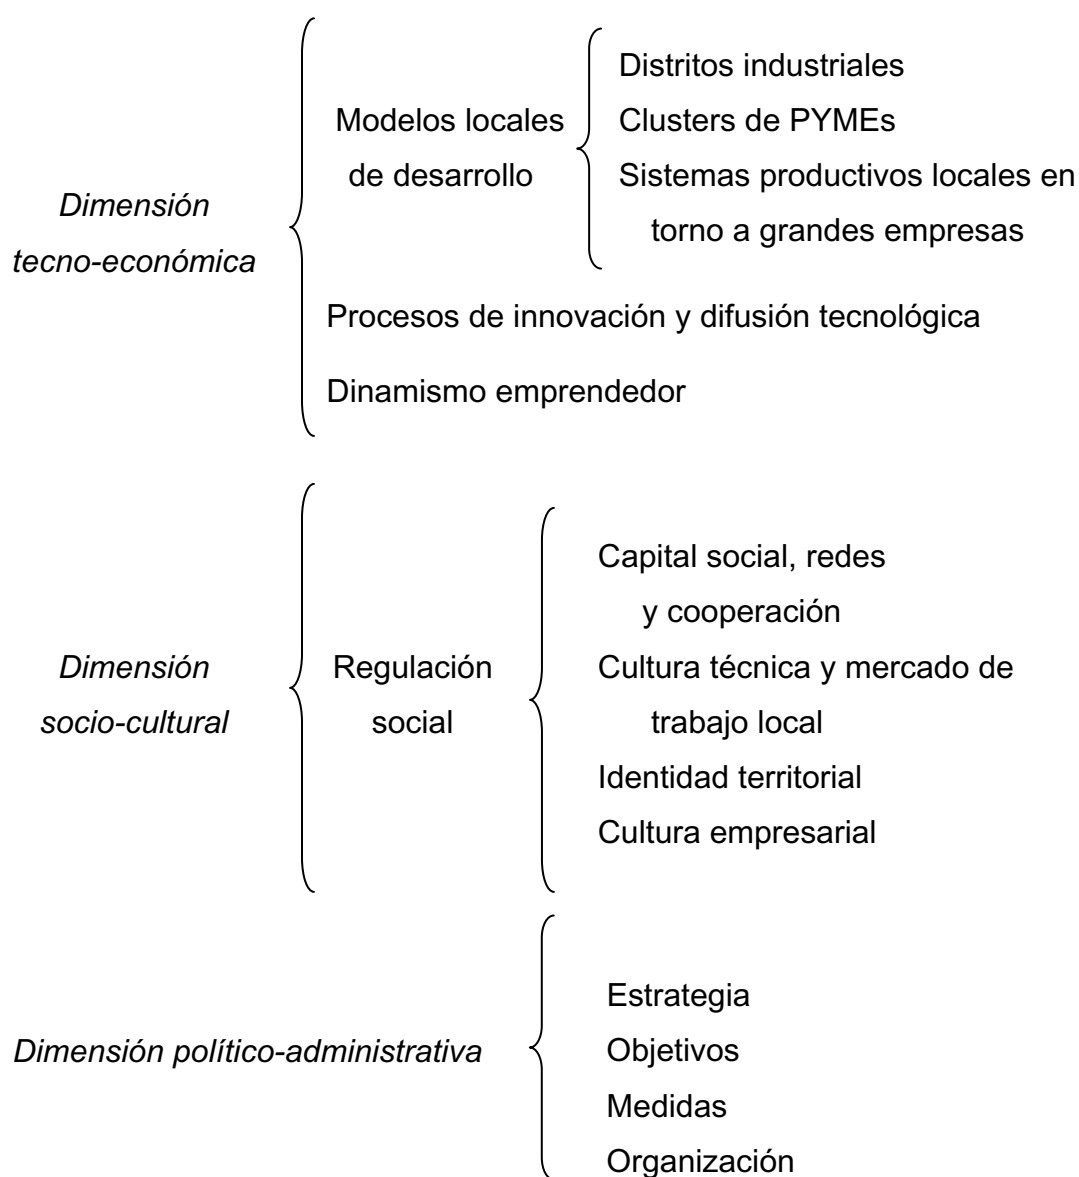 Dimensión
tecno-económica
Modelos locales
de desarrollo
Distritos industriales
Clusters de PYMEs
Sistemas productivos locales en
torno a grandes empresas
Procesos de innovación y difusión tecnológica
Dinamismo emprendedor
Dimensión
socio-cultural
Regulación
social
Capital social, redes
y cooperación
Cultura técnica y mercado de
trabajo local
Identidad territorial
Cultura empresarial
Dimensión político-administrativa
Estrategia
Objetivos
Medidas
Organización